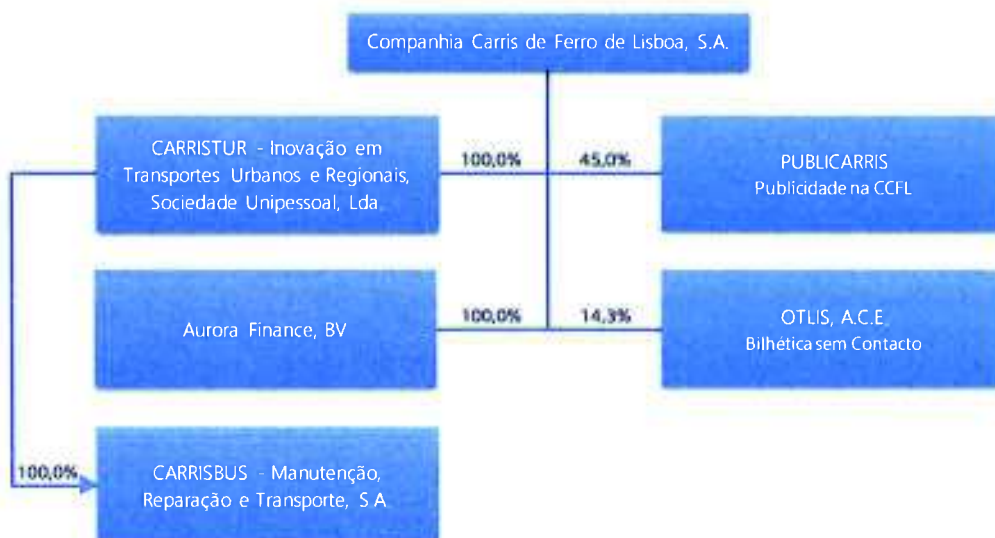 Companhia Carris de Ferro de Lisboa, S.A.
CARRISTUR - Inovação em
Transportes Urbanos e Regionais,
Sociedade Unipessoal, Lda
100,0%
45,0%
PUBLICARRIS
Publicidade na CCFL
Aurora Finance, BV
100,0%
14,3%
OTLIS, A.C.E
Bilhética sem Contacto
100,0%
CARRISBUS - Manutenção,
Reparação e Transporte, S A